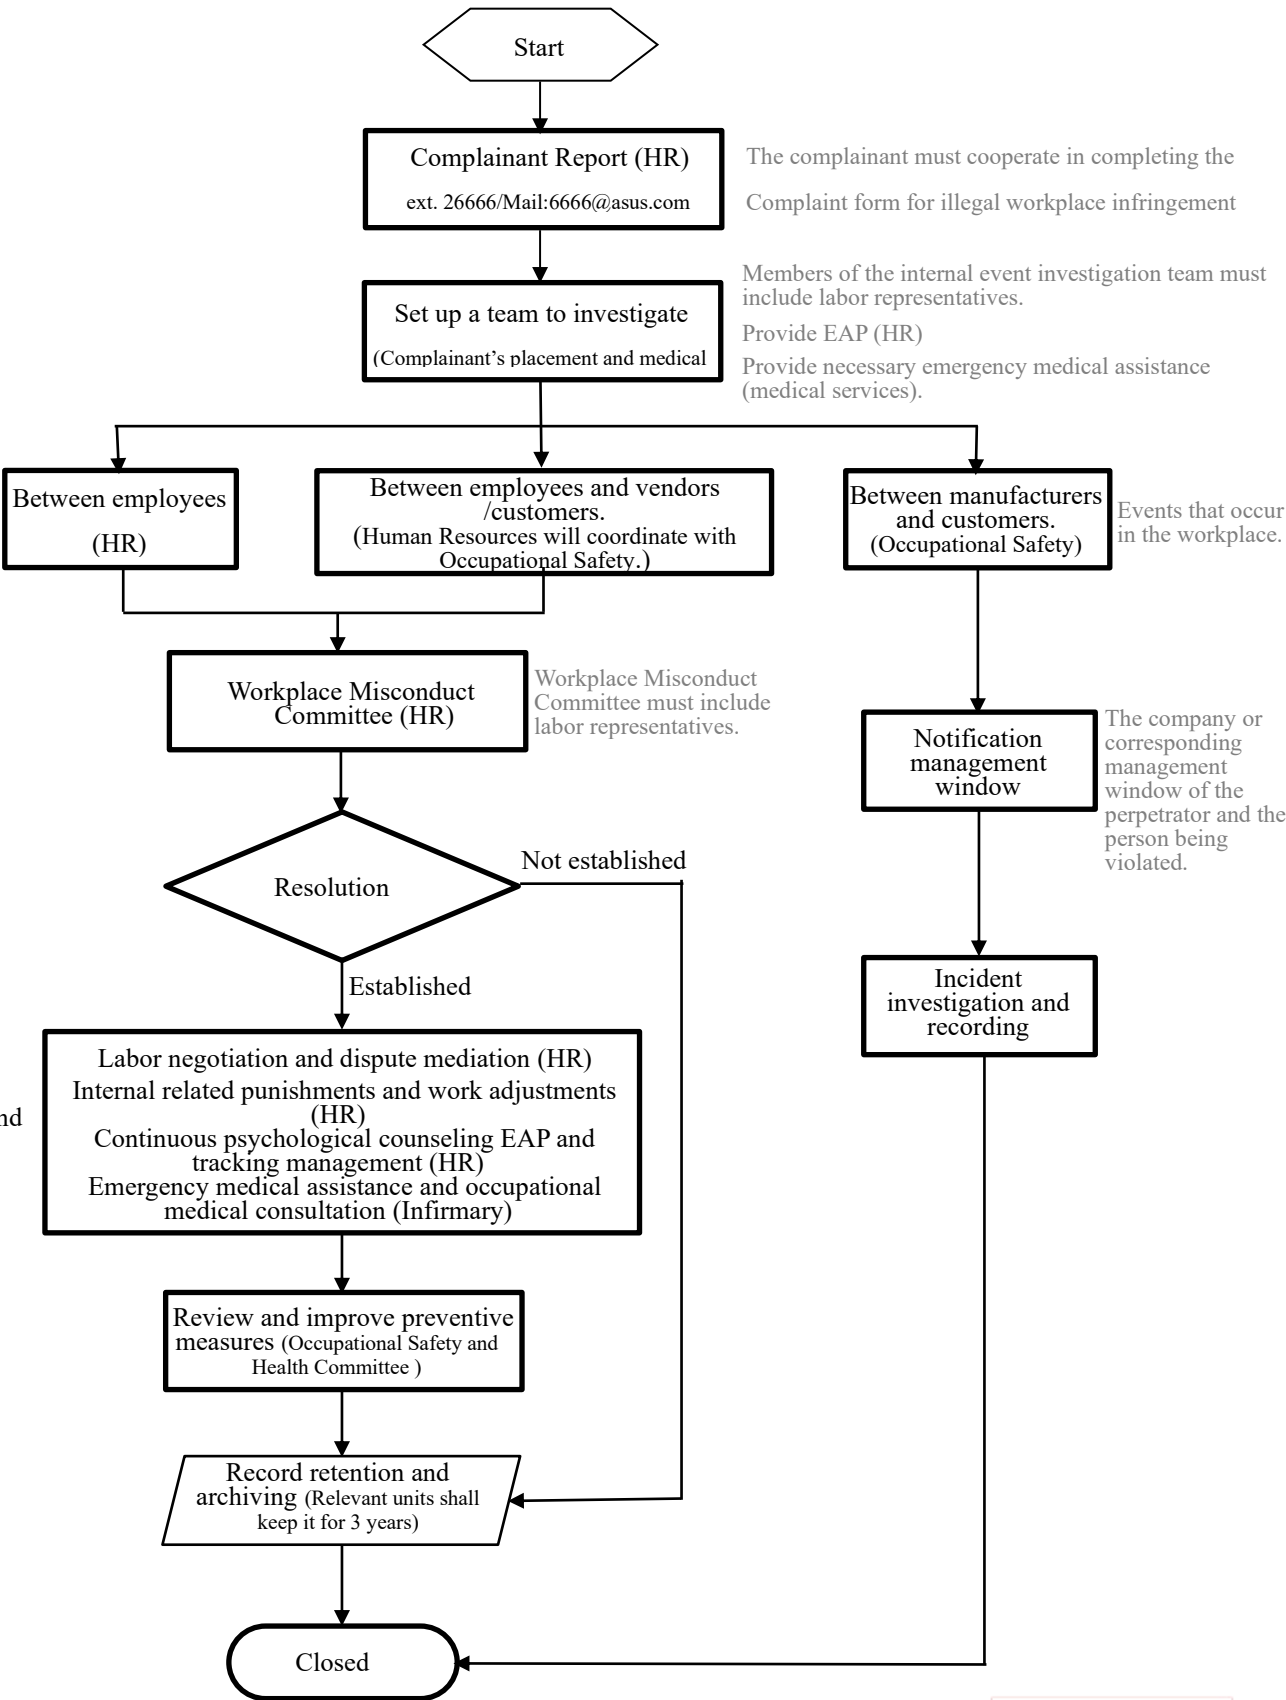 Start
Complainant Report (HR)
ext. 26666/Mail:6666@asus.com
The complainant must cooperate in completing the
Complaint form for illegal workplace infringement
Set up a team to investigate
(Complainant's placement and medical
Members of the internal event investigation team must
include labor representatives.
Provide EAP (HR)
Provide necessary emergency medical assistance
(medical services).
Between employees
(HR)
Between employees and vendors
/customers.
(Human Resources will coordinate with
Occupational Safety.)
Between manufacturers
and customers.
(Occupational Safety)
Events that occur
in the workplace.
Workplace Misconduct
Committee (HR)
Workplace Misconduct
Committee must include
labor representatives.
Notification
management
window
The company or
corresponding
management
window of the
perpetrator and the
person being
violated.
Resolution
Not established
Established
Incident
investigation and
recording
Labor negotiation and dispute mediation (HR)
Internal related punishments and work adjustments
(HR)
Continuous psychological counseling EAP and
tracking management (HR)
Emergency medical assistance and occupational
medical consultation (Infirmary)
Review and improve preventive
measures (Occupational Safety and
Health Committee )
Record retention and
archiving (Relevant units shall
keep it for 3 years)
Closed